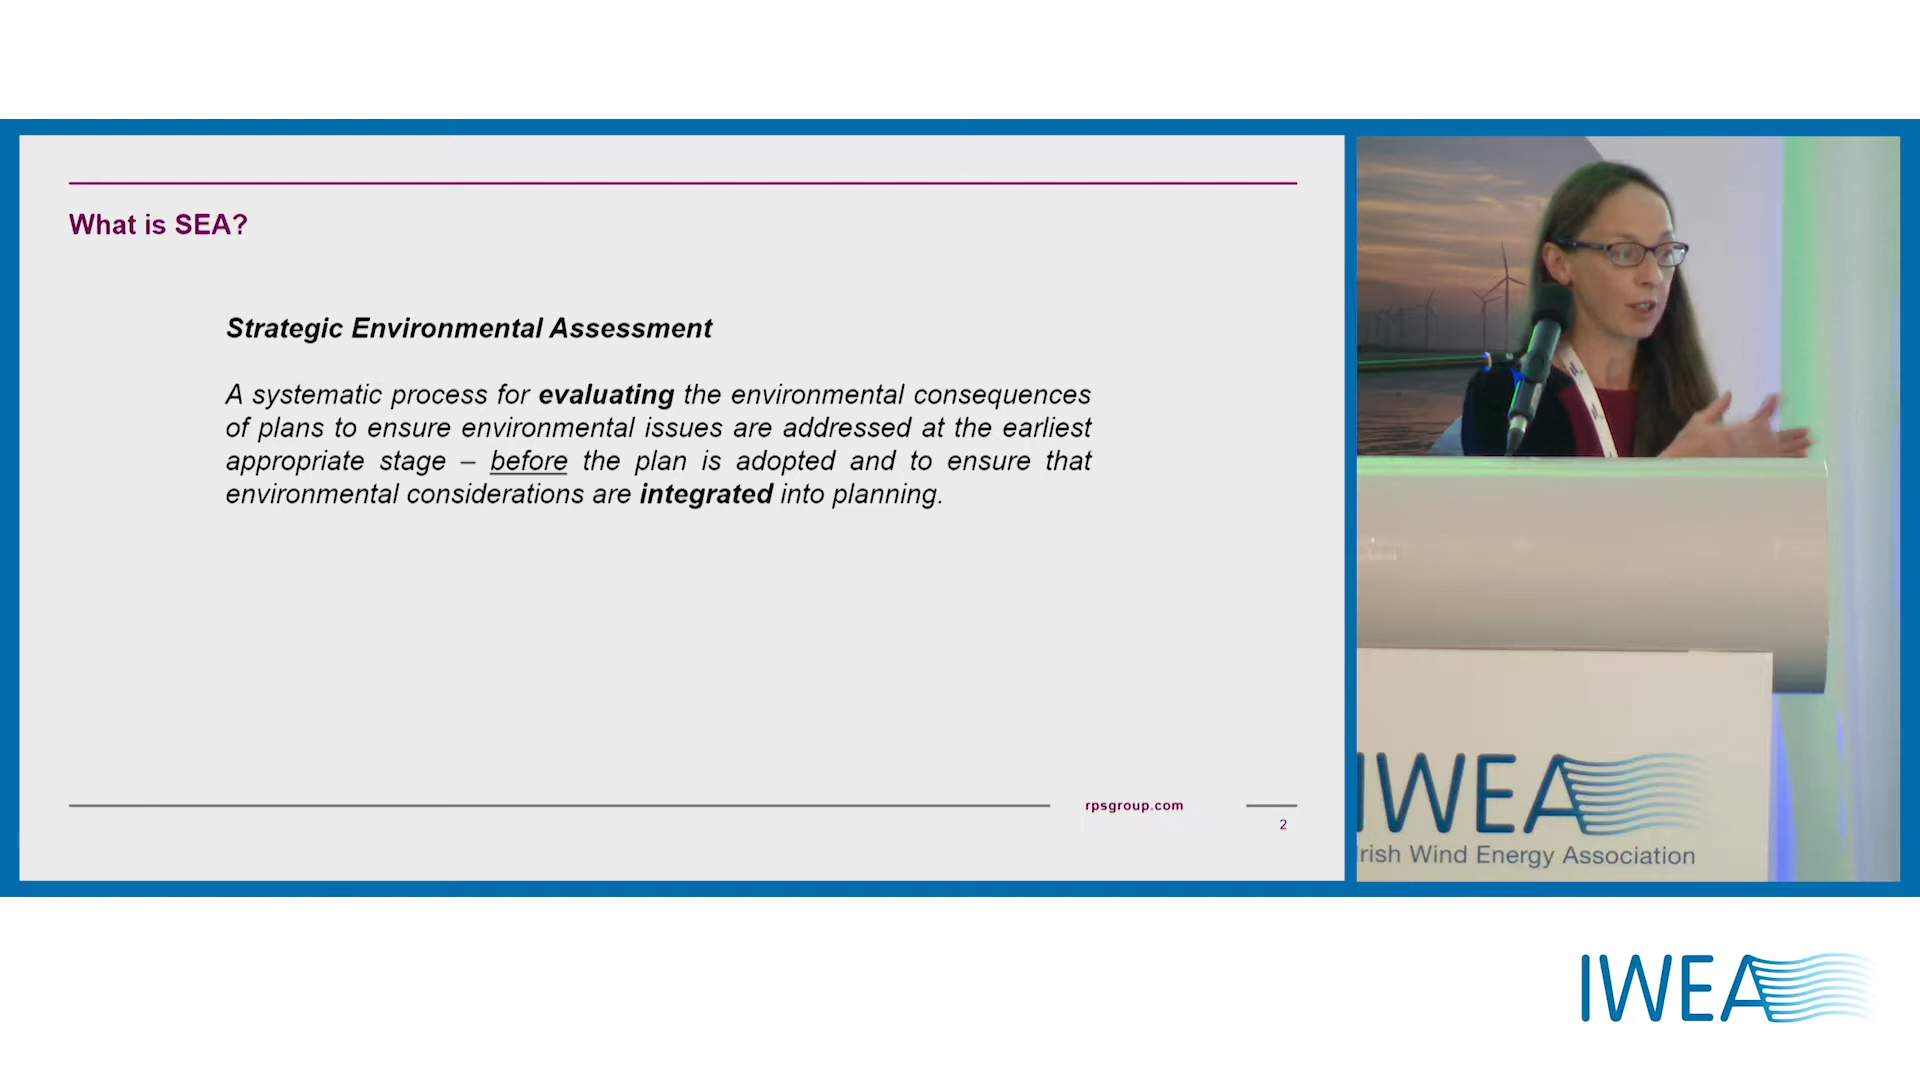 What is SEA?
Strategic Environmental Assessment
A systematic process for evaluating the environmental consequences
of plans to ensure environmental issues are addressed at the earliest
appropriate stage – before the plan is adopted and to ensure that
environmental considerations are integrated into planning.
rpsgroup.com
2
IWEA
Irish Wind Energy Association
IWEA